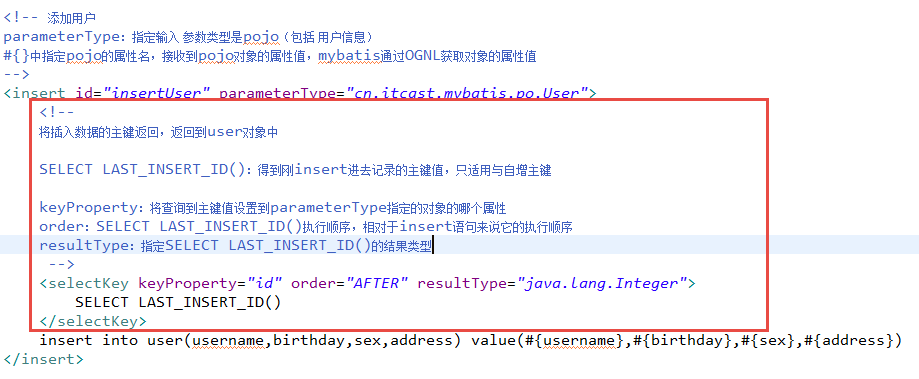 <!-- 添加用户
parameterType：指定输入 参数类型是pojo（包括 用户信息）
#{}中指定pojo的属性名，接收到pojo对象的属性值，mybatis通过OGNL获取对象的属性值
-->
<insert id="insertUser" parameterType="cn.itcast.mybatis.po.User">
<!--
将插入数据的主键返回，返回到user对象中
SELECT LAST_INSERT_ID()：得到刚insert进去记录的主键值，只适用与自增主键
keyProperty：将查询到主键值设置到parameterType指定的对象的哪个属性
order：SELECT LAST_INSERT_ID()执行顺序，相对于insert语句来说它的执行顺序
resultType：指定SELECT LAST_INSERT_ID()的结果类型
-->
<selectKey keyProperty="id" order="AFTER" resultType="java.lang.Integer">
SELECT LAST_INSERT_ID()
</selectKey>
insert into user(username,birthday,sex,address) value(#{username},#{birthday},#{sex},#{address})
</insert>